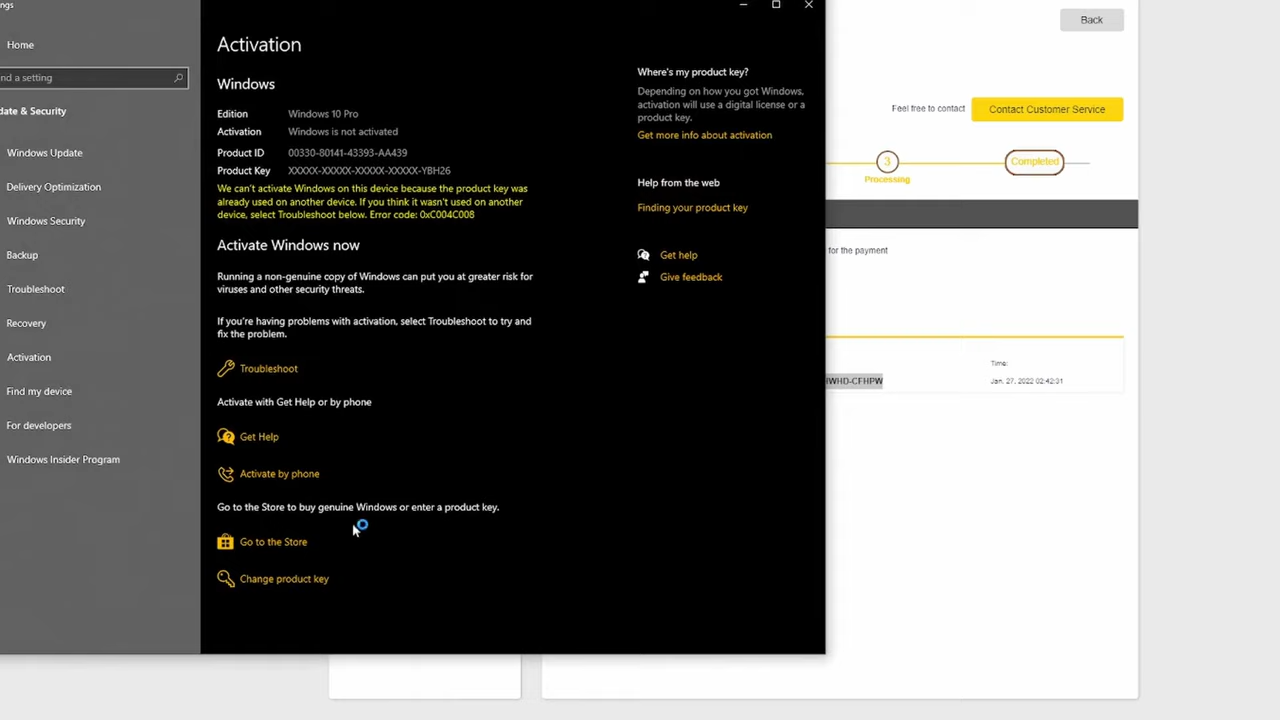 ngs
Home
nd a setting
date & Security
Windows Update
Delivery Optimization
Windows Security
Backup
Troubleshoot
Recovery
Activation
Find my device
For developers
Windows Insider Program
Activation
Windows
Edition Windows 10 Pro
Activation Windows is not activated
Product ID 00330-80141-43393-AA439
Product Key XXXXX-XXXXX-XXXXX-XXXXX-YBH26
We can't activate Windows on this device because the product key was
already used on another device. If you think it wasn't used on another
device, select Troubleshoot below. Error code: 0xC004C008
Activate Windows now
Running a non-genuine copy of Windows can put you at greater risk for
viruses and other security threats.
If you're having problems with activation, select Troubleshoot to try and
fix the problem.
Troubleshoot
Activate with Get Help or by phone
Get Help
Activate by phone
Go to the Store to buy genuine Windows or enter a product key.
Go to the Store
Change product key
Where's my product key?
Depending on how you got Windows,
activation will use a digital license or a
product key.
Get more info about activation
Help from the web
Finding your product key
Get help
Give feedback
Back
Feel free to contact Contact Customer Service
3 Completed
Processing
for the payment
Time:
WHD-CFHPW Jan. 27, 2022 02:42:31